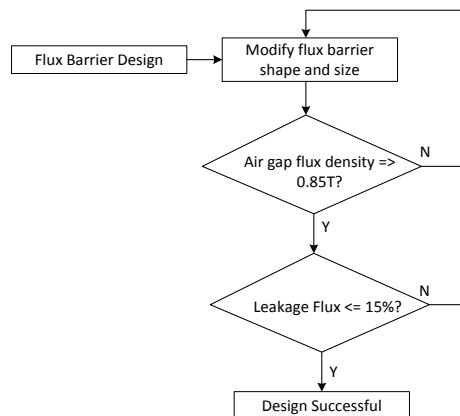 Flux Barrier Design
Modify flux barrier
shape and size
Air gap flux density =>
0.85T?
N
Y
Leakage Flux <= 15%?
N
Y
Design Successful